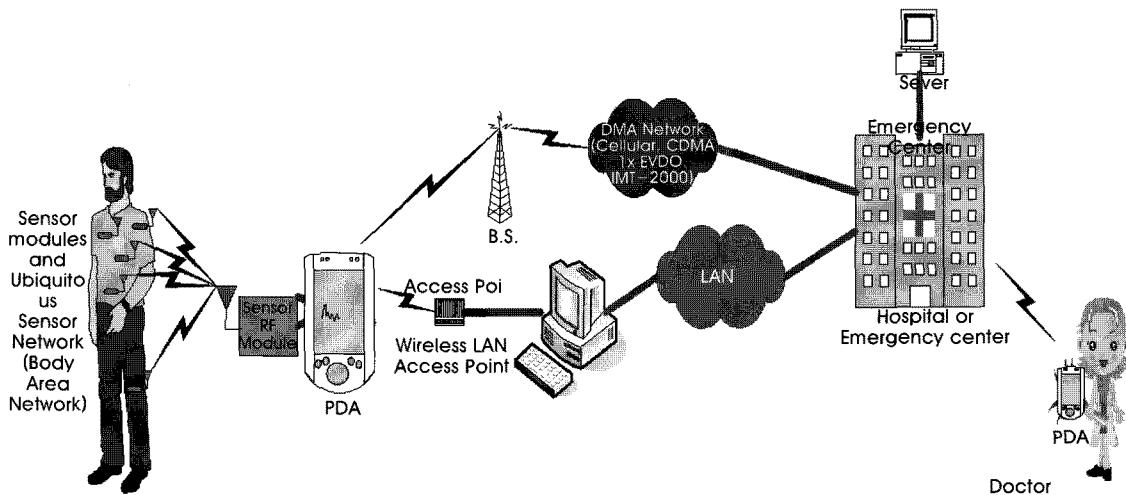 Sever
Emergency
Center
DMA Network
(Cellular, CDMA
1x EVDO
IMT-2000)
B.S.
Sensor
modules
and
Ubiquito
us
Sensor
Network
(Body
Area
Network)
Sensor
RF
Module
PDA
Access Poi
Wireless LAN
Access Point
LAN
Hospital or
Emergency center
PDA
Doctor